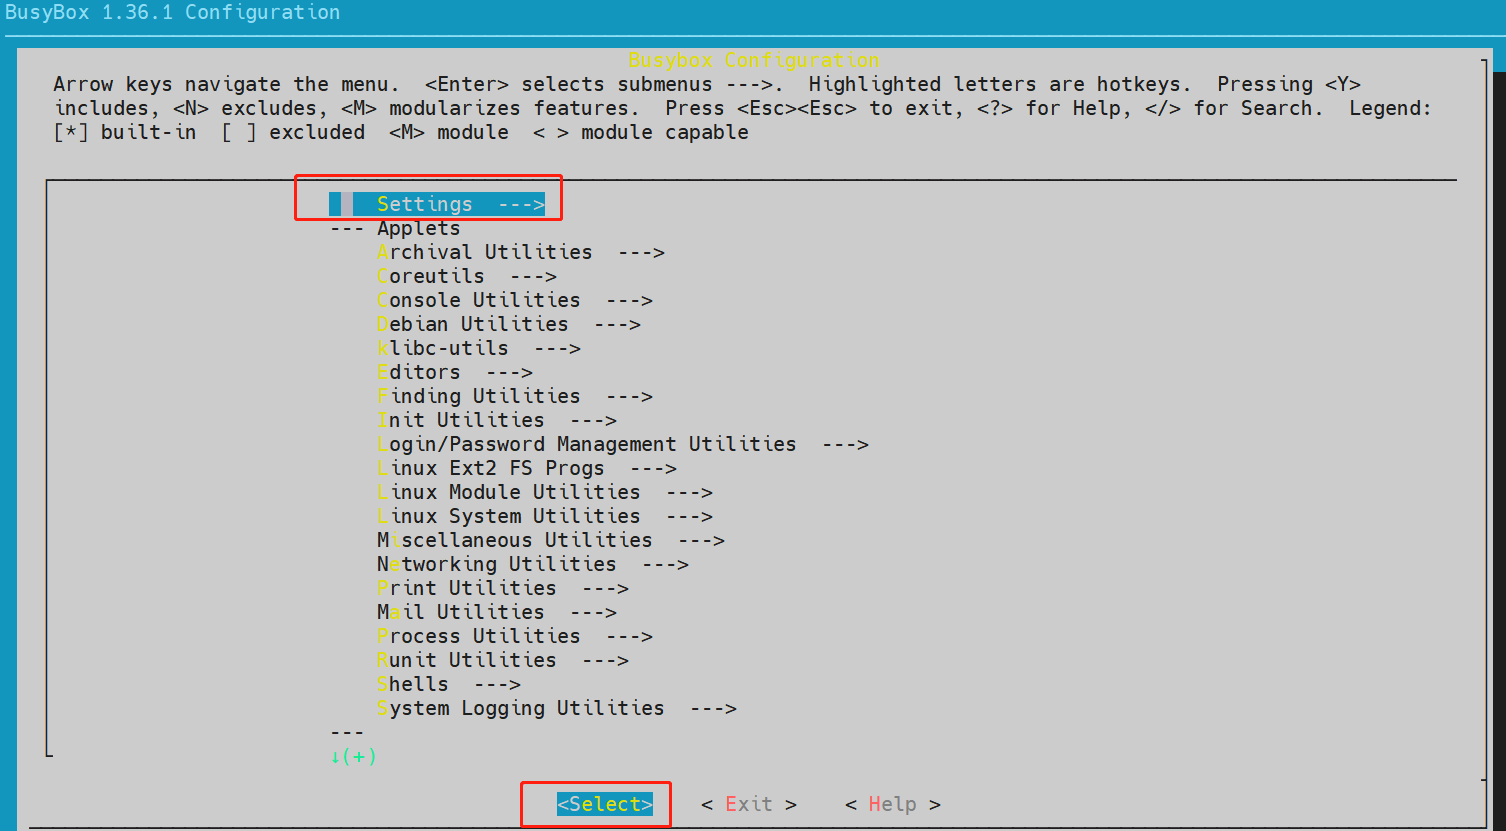 BusyBox 1.36.1 Configuration
Busybox Configuration
Arrow keys navigate the menu.  <Enter> selects submenus --->.  Highlighted letters are hotkeys.  Pressing <Y>
includes, <N> excludes, <M> modularizes features.  Press <Esc><Esc> to exit, <?> for Help, </> for Search.  Legend:
[*] built-in  [ ] excluded  <M> module  < > module capable
Settings  --->
--- Applets
Archival Utilities  --->
Coreutils  --->
Console Utilities  --->
Debian Utilities  --->
klibc-utils  --->
Editors  --->
Finding Utilities  --->
Init Utilities  --->
Login/Password Management Utilities  --->
Linux Ext2 FS Progs  --->
Linux Module Utilities  --->
Linux System Utilities  --->
Miscellaneous Utilities  --->
Networking Utilities  --->
Print Utilities  --->
Mail Utilities  --->
Process Utilities  --->
Runit Utilities  --->
Shells  --->
System Logging Utilities  --->
---
↓(+)
<Select>    < Exit >    < Help >